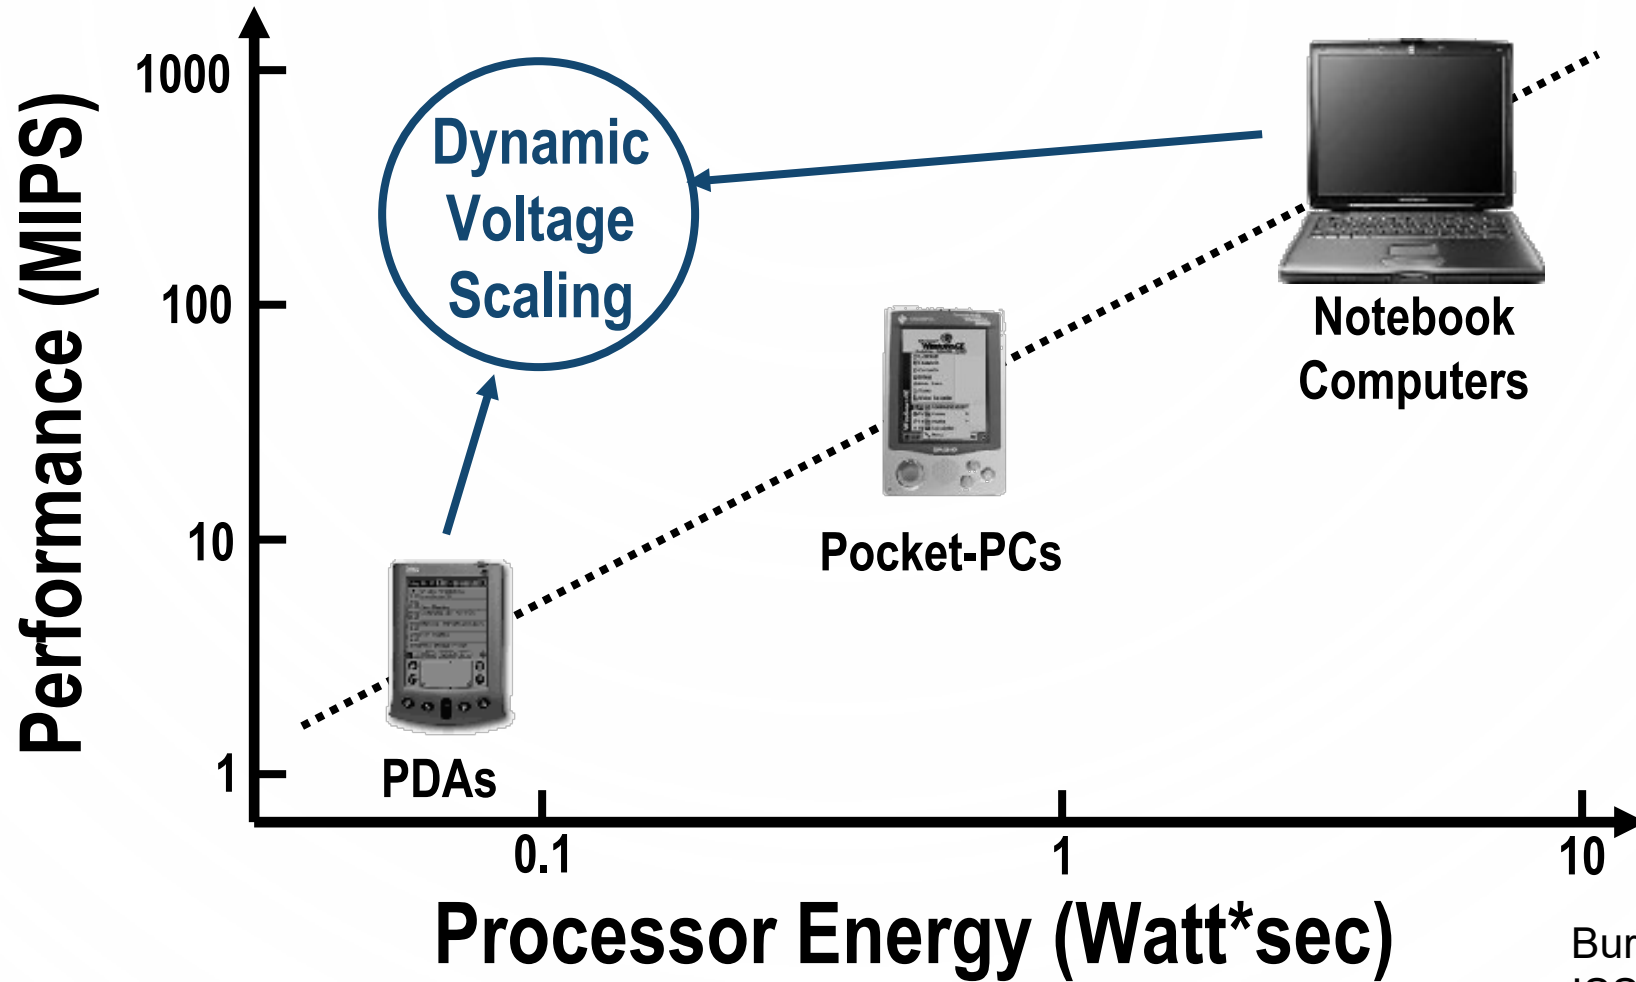 Performance (MIPS)
1000
100
10
1
Dynamic
Voltage
Scaling
Notebook
Computers
Pocket-PCs
PDAs
0.1
1
10
Processor Energy (Watt*sec)
Bur